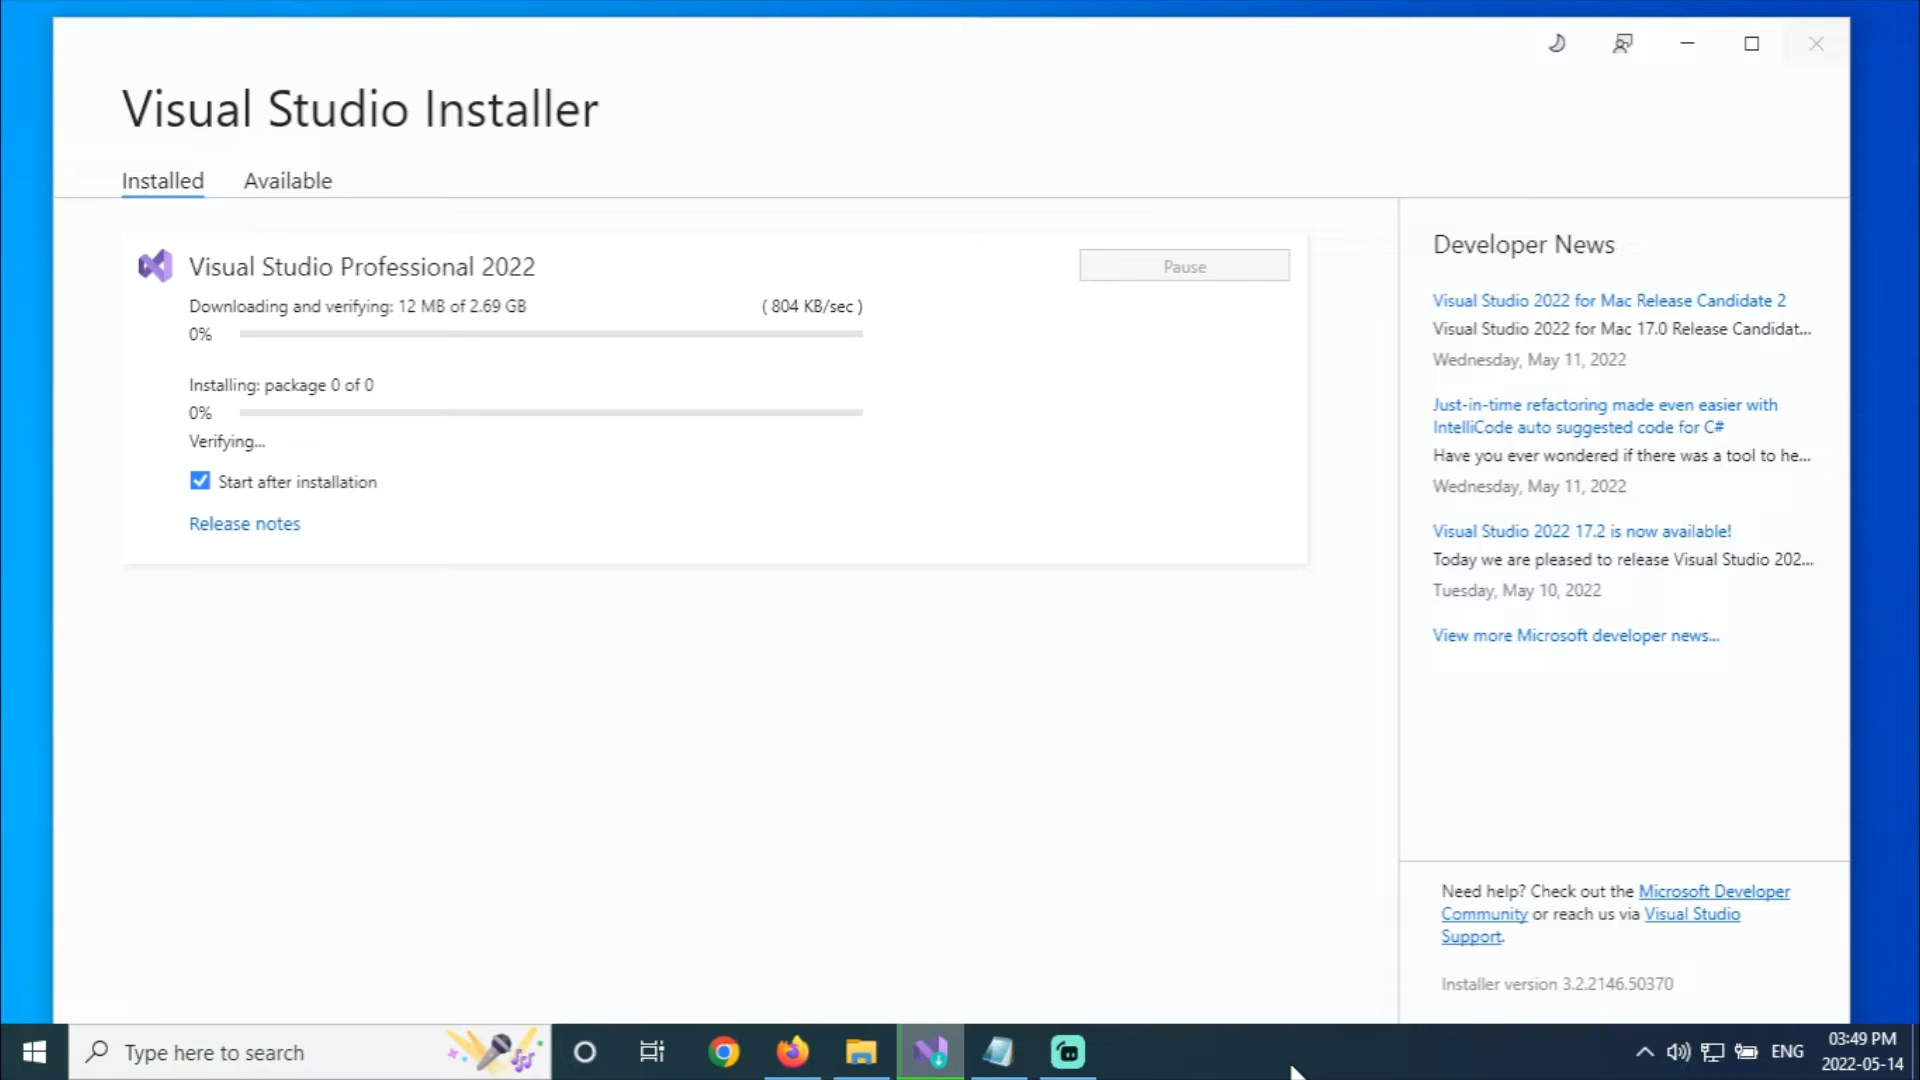 Visual Studio Installer
Installed
Available
Visual Studio Professional 2022
Pause
Downloading and verifying: 12 MB of 2.69 GB
( 804 KB/sec )
0%
Installing: package 0 of 0
0%
Verifying...
Start after installation
Release notes
Developer News
Visual Studio 2022 for Mac Release Candidate 2
Visual Studio 2022 for Mac 17.0 Release Candidat...
Wednesday, May 11, 2022
Just-in-time refactoring made even easier with
IntelliCode auto suggested code for C#
Have you ever wondered if there was a tool to he...
Wednesday, May 11, 2022
Visual Studio 2022 17.2 is now available!
Today we are pleased to release Visual Studio 202...
Tuesday, May 10, 2022
View more Microsoft developer news...
Need help? Check out the Microsoft Developer
Community or reach us via Visual Studio
Support.
Installer version 3.2.2146.50370
Type here to search
ENG
03:49 PM
2022-05-14